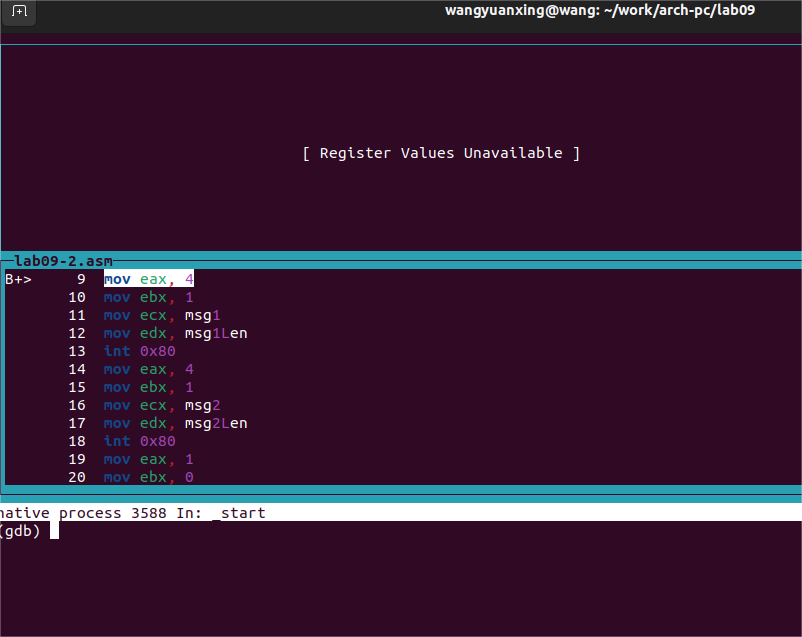 wangyuanxing@wang: ~/work/arch-pc/lab09
[ Register Values Unavailable ]
lab09-2.asm
B+> 9 mov eax, 4
10 mov ebx, 1
11 mov ecx, msg1
12 mov edx, msg1Len
13 int 0x80
14 mov eax, 4
15 mov ebx, 1
16 mov ecx, msg2
17 mov edx, msg2Len
18 int 0x80
19 mov eax, 1
20 mov ebx, 0
native process 3588 In: _start
(gdb)